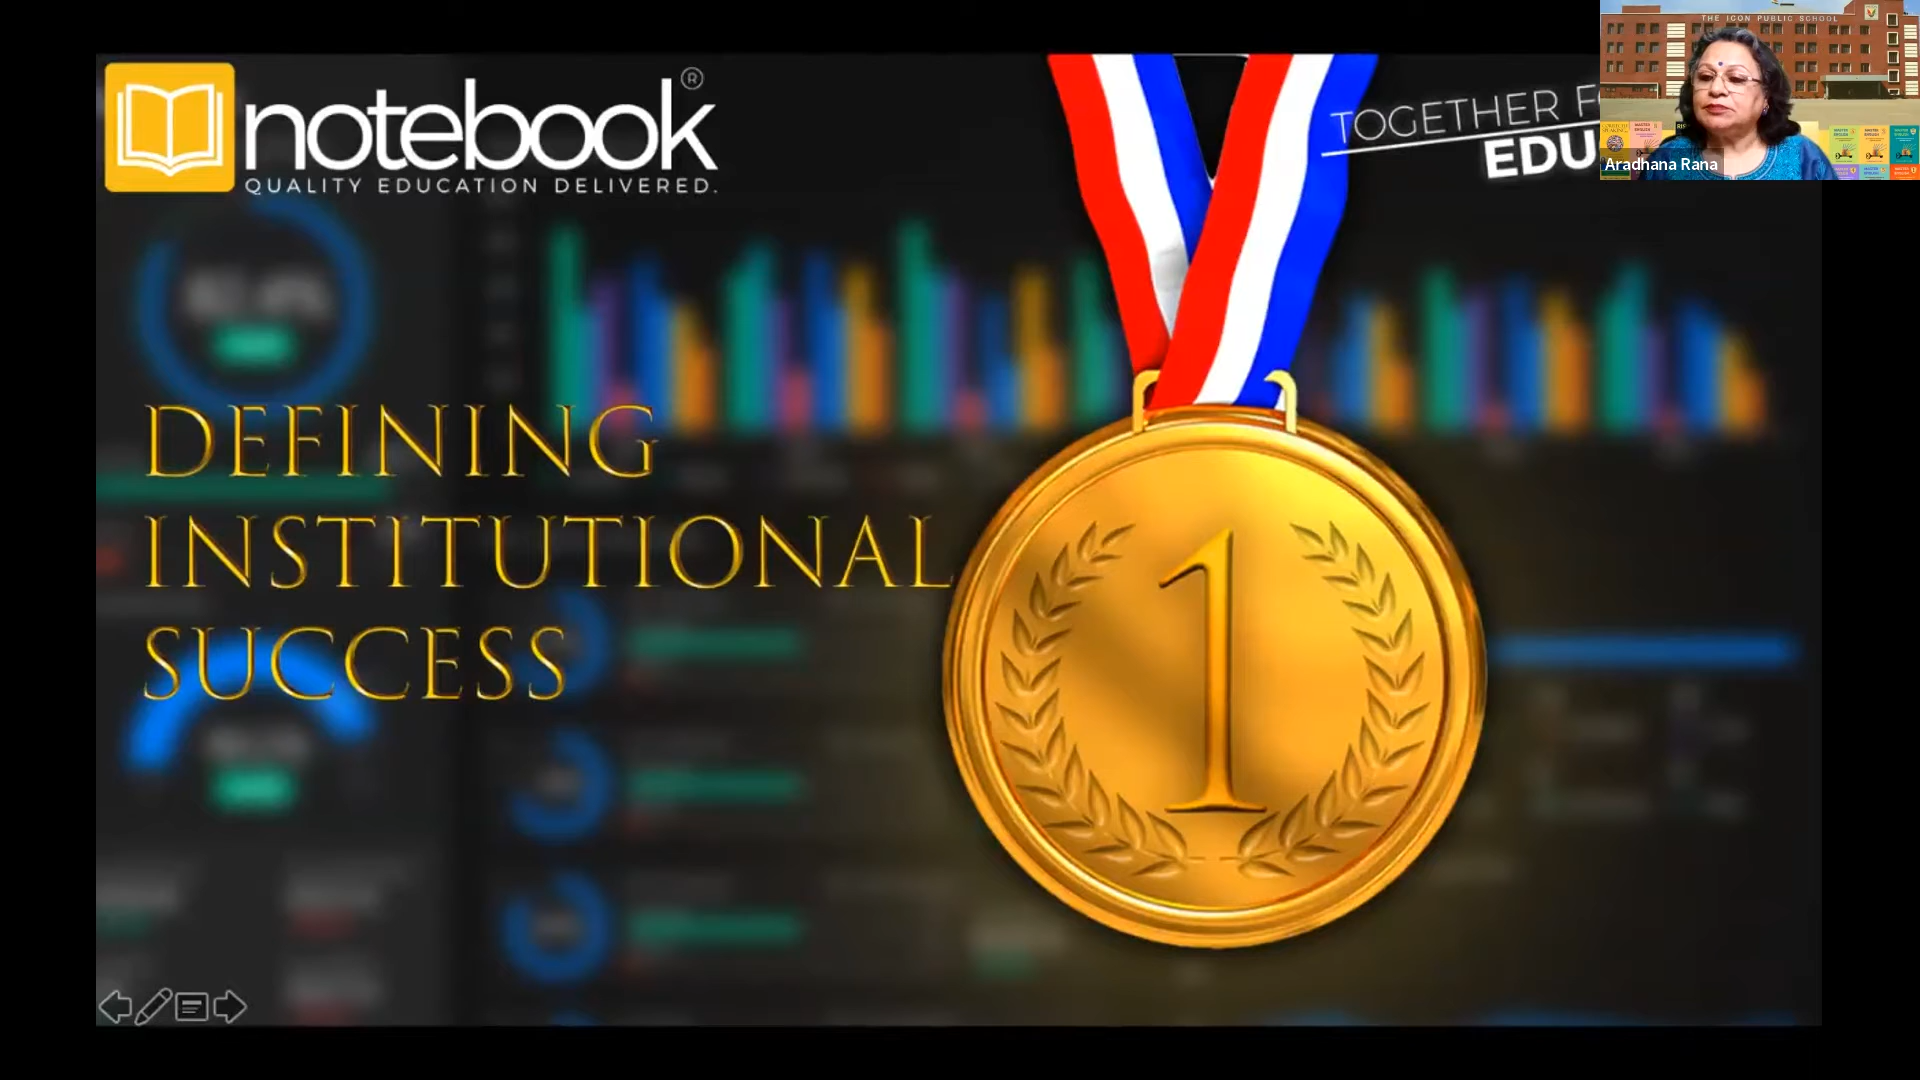 notebook®
QUALITY EDUCATION DELIVERED.
TOGETHER F
EDU
THE ICON PUBLIC SCHOOL
Aradhana Rana
DEFINING
INSTITUTIONAL
SUCCESS
1